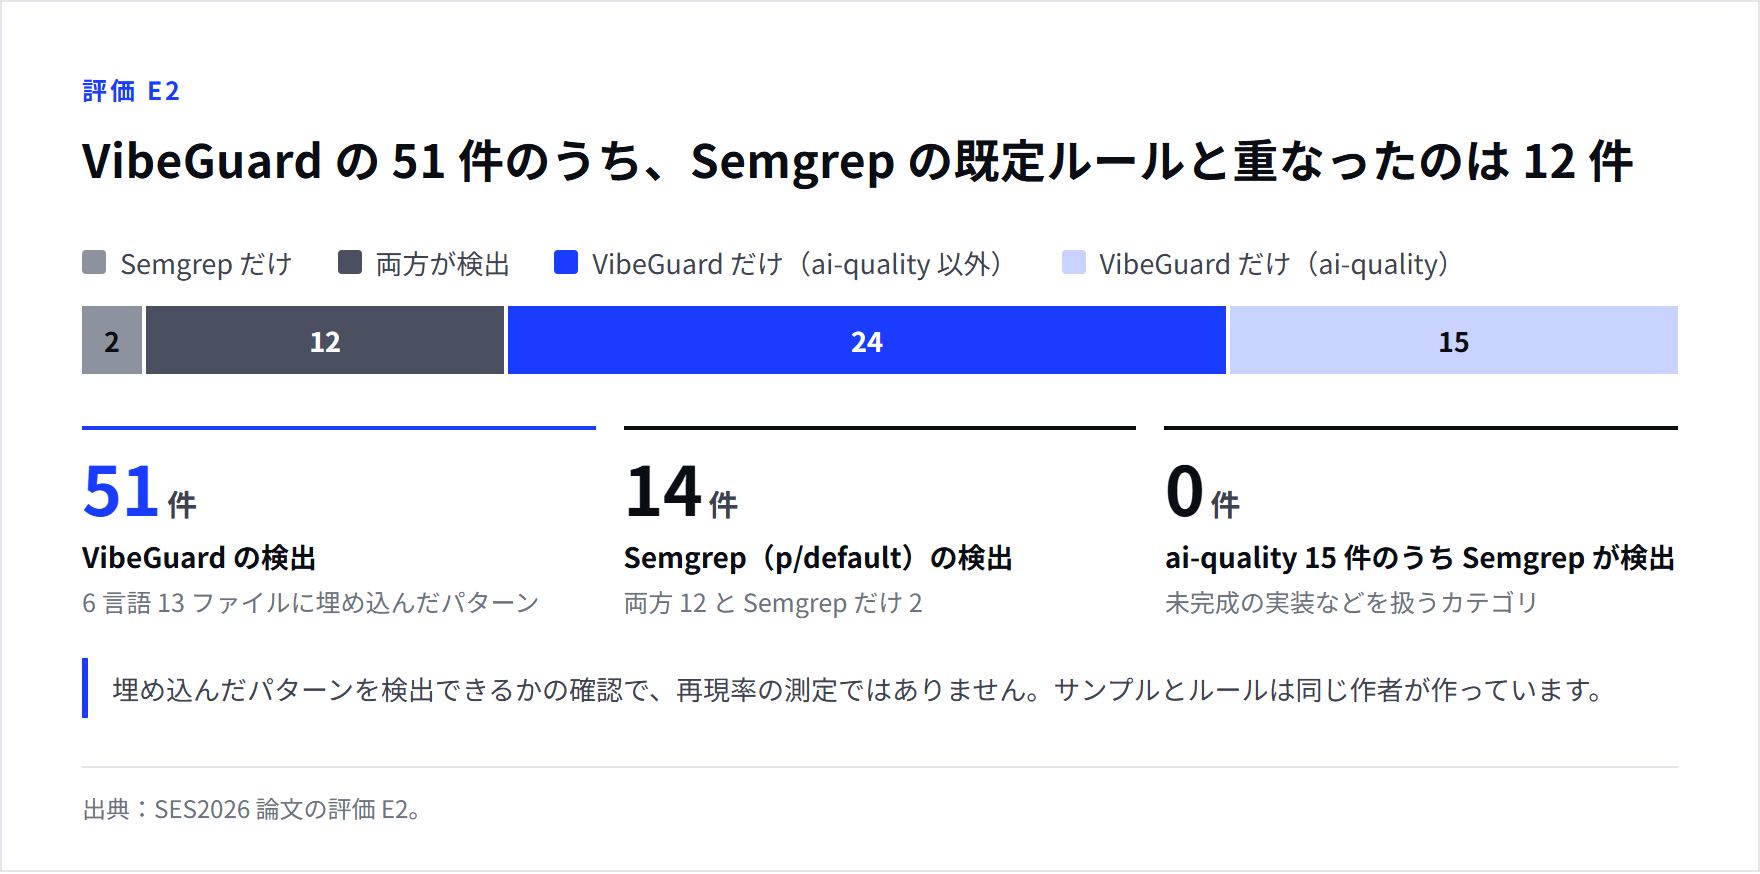 評価 E2
VibeGuard の 51 件のうち、Semgrep の既定ルールと重なったのは 12 件
Semgrep だけ
両方が検出
VibeGuard だけ（ai-quality 以外）
VibeGuard だけ（ai-quality）
2
12
24
15
51 件
VibeGuard の検出
6 言語 13 ファイルに埋め込んだパターン
14 件
Semgrep（p/default）の検出
両方 12 と Semgrep だけ 2
0 件
ai-quality 15 件のうち Semgrep が検出
未完成の実装などを扱うカテゴリ
埋め込んだパターンを検出できるかの確認で、再現率の測定ではありません。サンプルとルールは同じ作者が作っています。
出典：SES2026 論文の評価 E2。